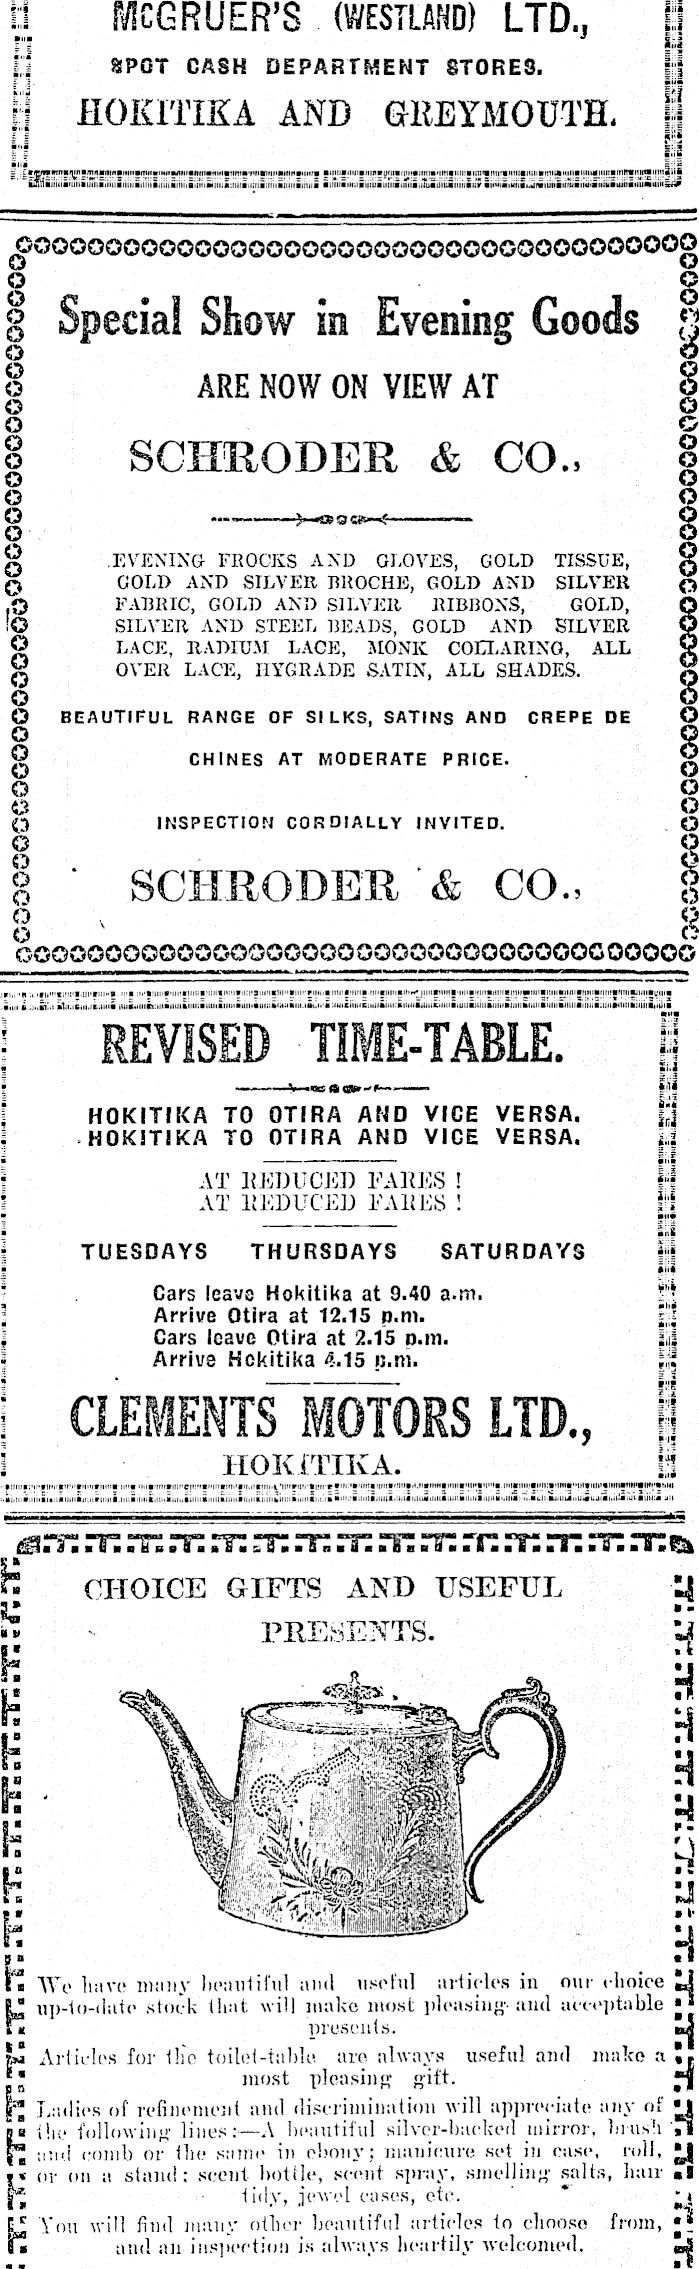 McGRUER'S (WESTLAND) LTD.,
SPOT CASH DEPARTMENT STORES.
HOKITIKA AND GREYMOUTH.
Special Show in Evening Goods
ARE NOW ON VIEW AT
SCHRODER & CO.,
EVENING FROCKS AND GLOVES, GOLD TISSUE,
GOLD AND SILVER BROCHE, GOLD AND SILVER
FABRIC, GOLD AND SILVER RIBBONS, GOLD,
SILVER AND STEEL BEADS, GOLD AND SILVER
LACE, RADIUM LACE, MONK COLLARING, ALL
OVER LACE, HYGRADE SATIN, ALL SHADES.
BEAUTIFUL RANGE OF SILKS, SATINS AND CREPE DE
CHINES AT MODERATE PRICE.
INSPECTION CORDIALLY INVITED.
SCHRODER & CO.,
REVISED TIME-TABLE.
HOKITIKA TO OTIRA AND VICE VERSA.
HOKITIKA TO OTIRA AND VICE VERSA.
AT REDUCED FARES !
AT REDUCED FARES !
TUESDAYS THURSDAYS SATURDAYS
Cars leave Hokitika at 9.40 a.m.
Arrive Otira at 12.15 p.m.
Cars leave Otira at 2.15 p.m.
Arrive Hokitika 4.15 p.m.
CLEMENTS MOTORS LTD.,
HOKITIKA.
CHOICE GIFTS AND USEFUL
PRESENTS.
We have many beautiful and useful articles in our choice
up-to-date stock that will make most pleasing and acceptable
presents.
Articles for the toilet-table are always useful and make a
most pleasing gift.
Ladies of refinement and discrimination will appreciate any of
the following lines:—A beautiful silver-backed mirror, brush
and comb or the same in ebony; manicure set in case, roll,
or on a stand; scent bottle, scent spray, smelling salts, hair
tidy, jewel cases, etc.
You will find many other beautiful articles to choose from,
and an inspection is always heartily welcomed.